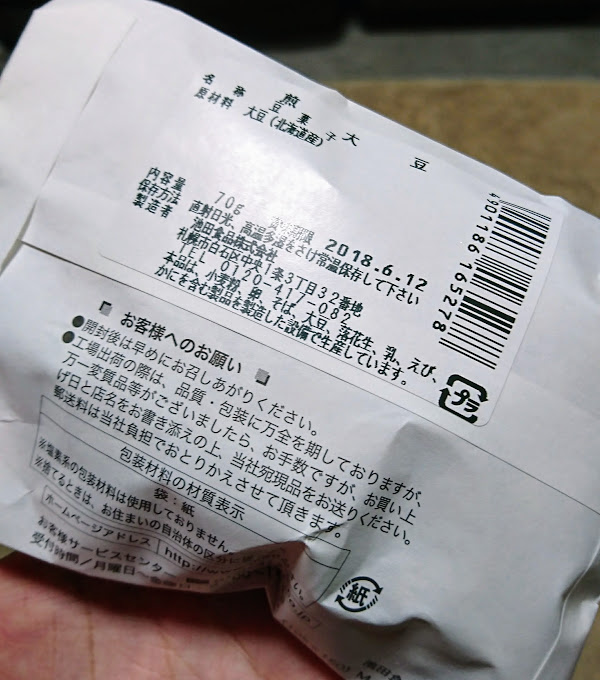 煎大豆
名称 豆菓子
原材料 大豆(北海道産)
内容量 70g 賞味期限 2018.6.12
保存方法 直射日光、高温多湿をさけ常温保存して下さい
製造者 池田食品株式会社
札幌市白石区中央1条3丁目32番地
TEL 0120-417-082
本品は、小麦粉、卵、そば、大豆、落花生、乳、えび、
かにを含む製品を製造した設備で生産しています。
4901186165278
プラ
お客様へのお願い
●開封後は早めにお召しあがりください。
●工場出荷の際は、品質・包装に万全を期しておりますが、
万一変質品等がございましたら、お手数ですが、お買い上
げ日と店名をお書き添えの上、当社宛現品をお送りください。
郵送料は当社負担でおとりかえさせて頂きます。
包装材料の材質表示
袋:紙
※塩素系の包装材料は使用しておりません。
※捨てるときは、お住まいの自治体の区分に
ホームページアドレス http://w
お客様サービスセンター
受付時間/月曜日~
紙